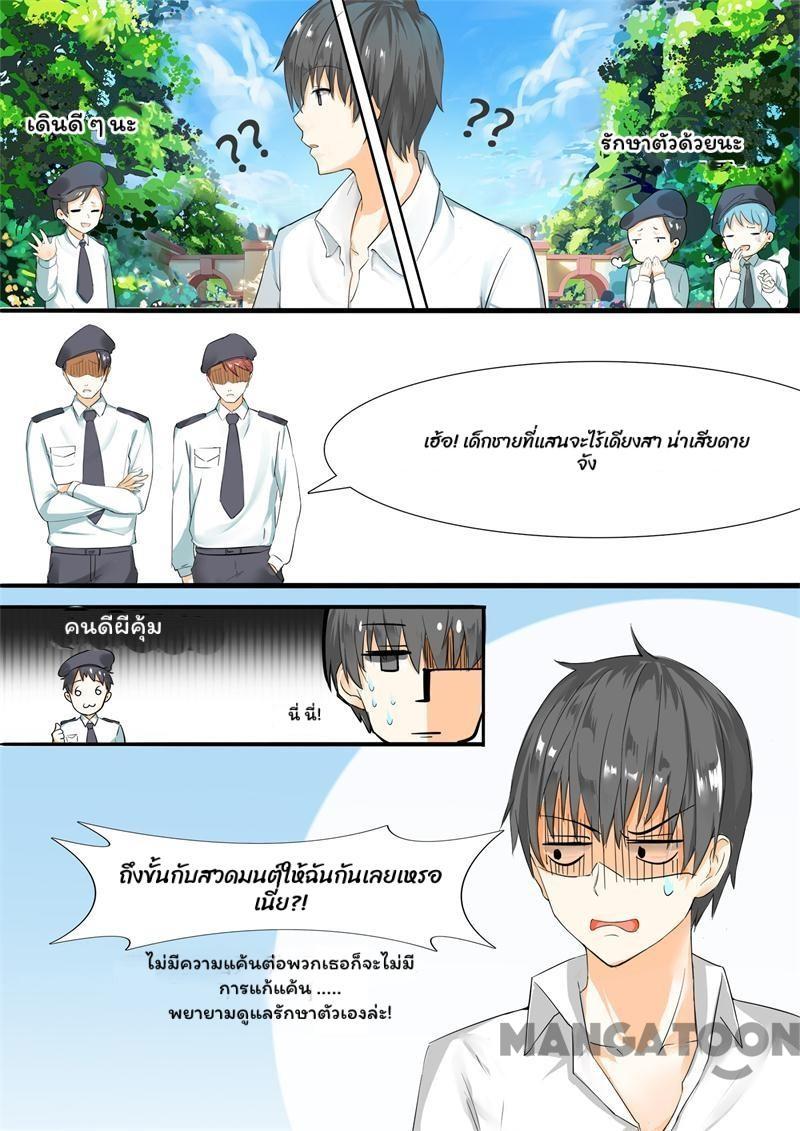 เดินดีๆ นะ
??
??
รักษาตัวด้วยนะ
เฮ้อ! เด็กชายที่แสนจะไร้เดียงสา น่าเสียดาย
จัง
คนดีผีคุ้ม
นี่ นี่!
ถึงขั้นกับสวดมนต์ให้ฉันกันเลยเหรอ
เนี่ย?!
ไม่มีความแค้นต่อพวกเธอก็จะไม่มี
การแก้แค้น .....
พยายามดูแลรักษาตัวเองล่ะ!
MANGATOON